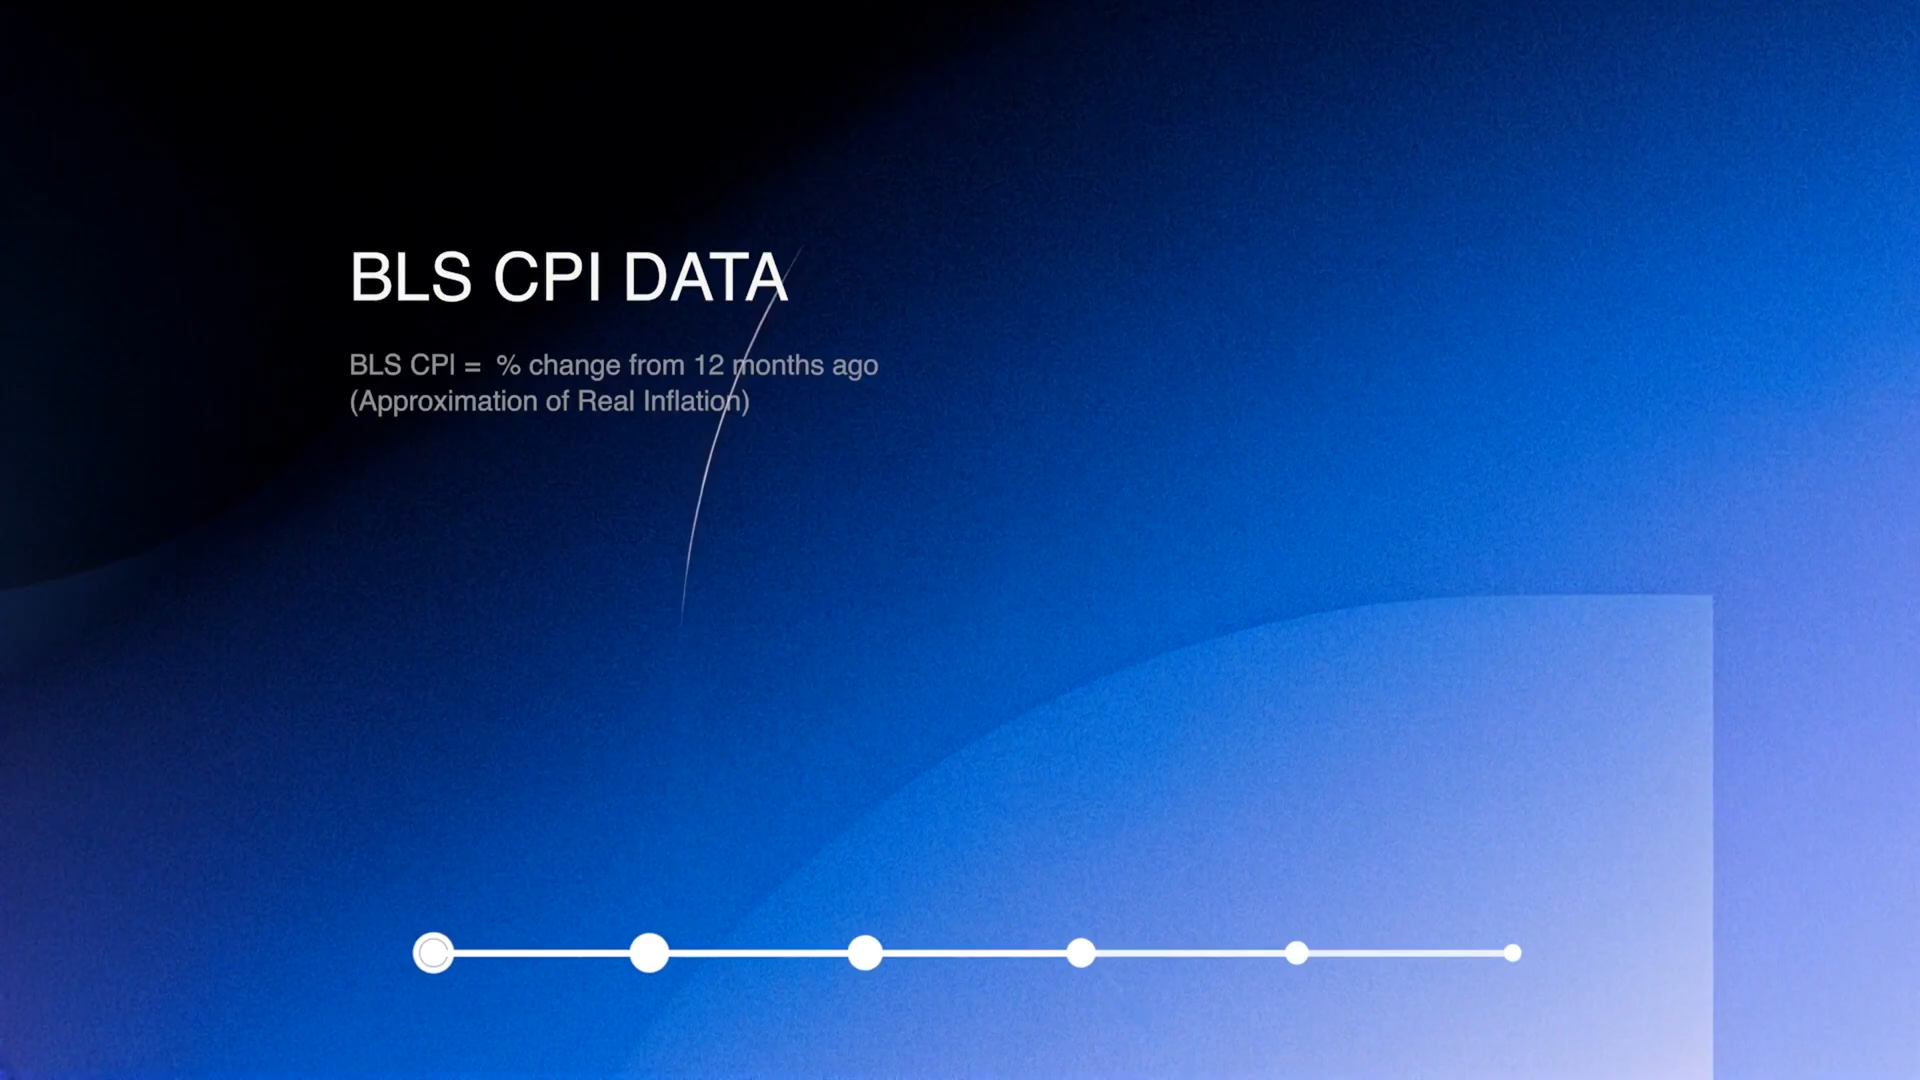 BLS CPI DATA
BLS CPI = % change from 12 months ago
(Approximation of Real Inflation)